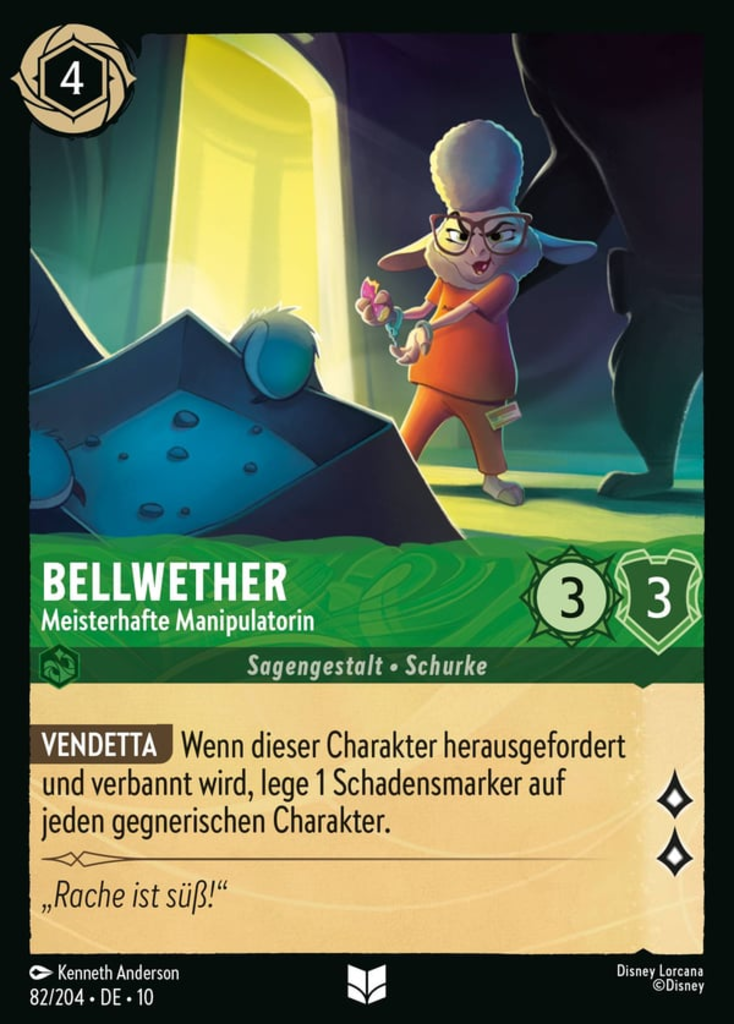 4
BELLWETHER
Meisterhafte Manipulatorin
3 3
Sagengestalt • Schurke
VENDETTA Wenn dieser Charakter herausgefordert
und verbannt wird, lege 1 Schadensmarker auf
jeden gegnerischen Charakter.
„Rache ist süß!“
Kenneth Anderson
82/204 • DE • 10
Disney Lorcana
©Disney